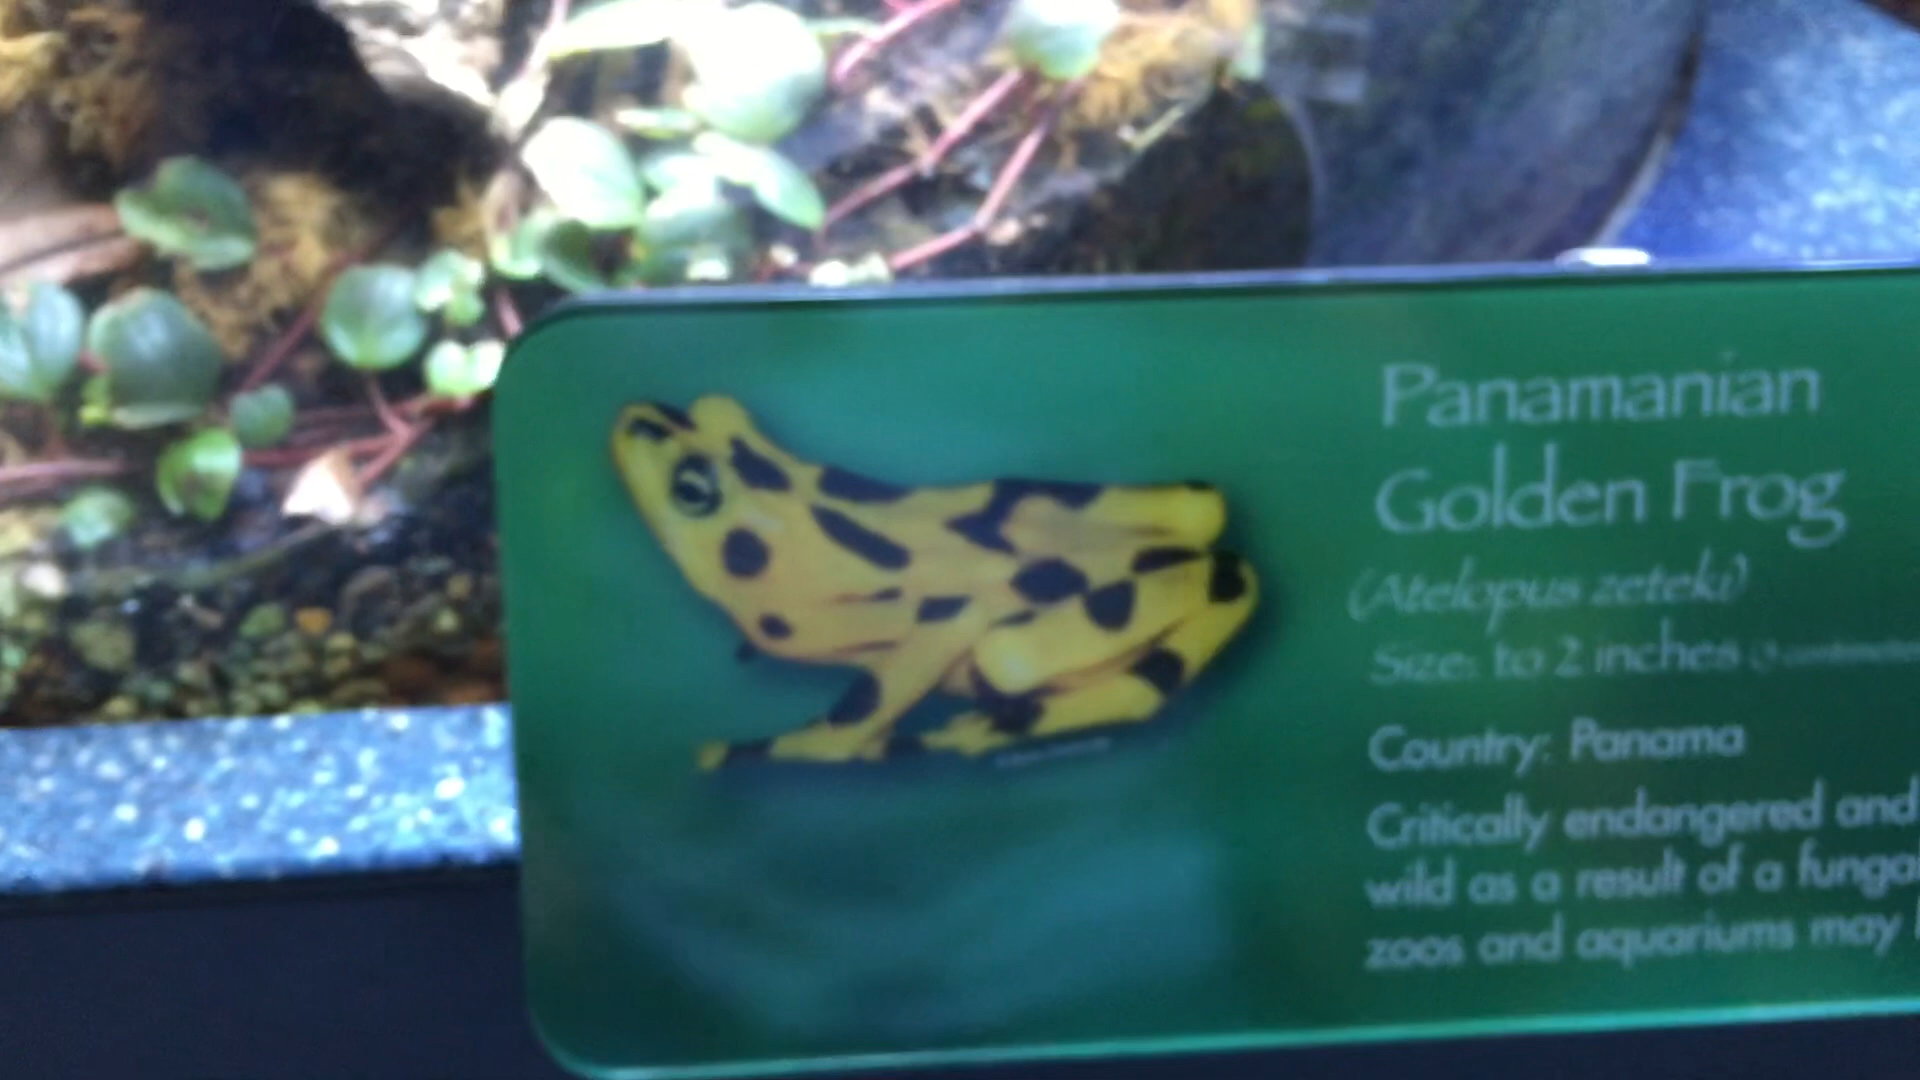 Panamanian
Golden Frog
(Atelopus zeteki)
Size: to 2 inches
Country: Panama
Critically endangered and
wild as a result of a fungal
zoos and aquariums may